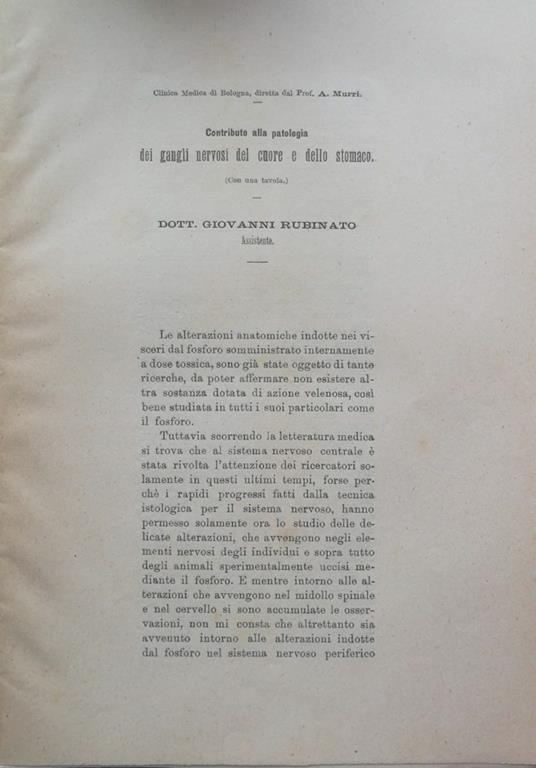 Clinica Medica di Bologna, diretta dal Prof. A. Murri.
Contributo alla patologia
dei gangli nervosi del cuore e dello stomaco.
(Con una tavola.)
DOTT. GIOVANNI RUBINATO
Assistente.
Le alterazioni anatomiche indotte nei vi-
sceri dal fosforo somministrato internamente
a dose tossica, sono già state oggetto di tante
ricerche, da poter affermare non esistere al-
tra sostanza dotata di azione velenosa, così
bene studiata in tutti i suoi particolari come
il fosforo.
Tuttavia scorrendo la letteratura medica
si trova che al sistema nervoso centrale è
stata rivolta l'attenzione dei ricercatori so-
lamente in questi ultimi tempi, forse per-
chè i rapidi progressi fatti dalla tecnica
istologica per il sistema nervoso, hanno
permesso solamente ora lo studio delle de-
licate alterazioni, che avvengono negli ele-
menti nervosi degli individui e sopra tutto
degli animali sperimentalmente uccisi me-
diante il fosforo. E mentre intorno alle al-
terazioni che avvengono nel midollo spinale
e nel cervello si sono accumulate le osser-
vazioni, non mi consta che altrettanto sia
avvenuto intorno alle alterazioni indotte
dal fosforo nel sistema nervoso periferico